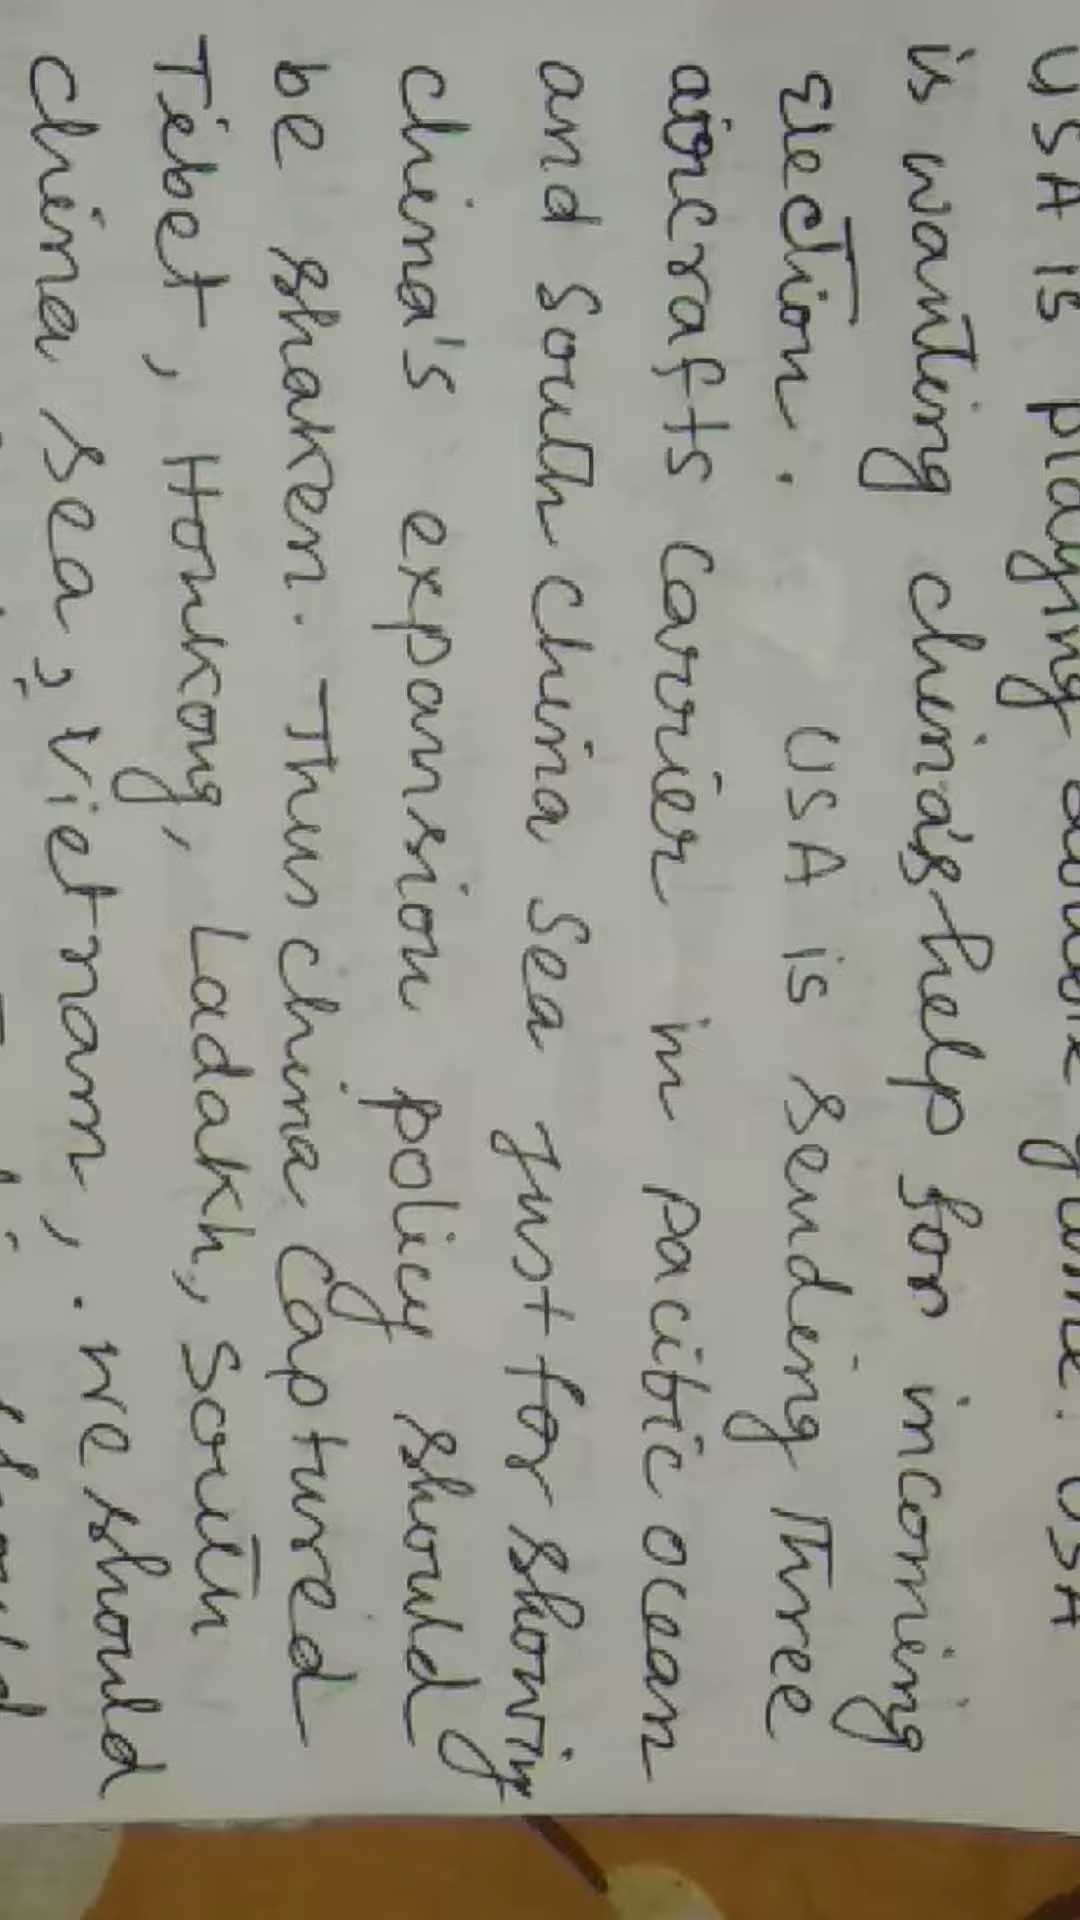 USA is playing double game. USA
is wanting china's help for incoming
election. USA is sending Three
aircrafts carrier in pacific ocean
and South China Sea just for showing
china's expansion policy should
be shaken. Thus china captured
Tibet, Honkong, Ladakh, South
China sea, Vietnam, . we should
should